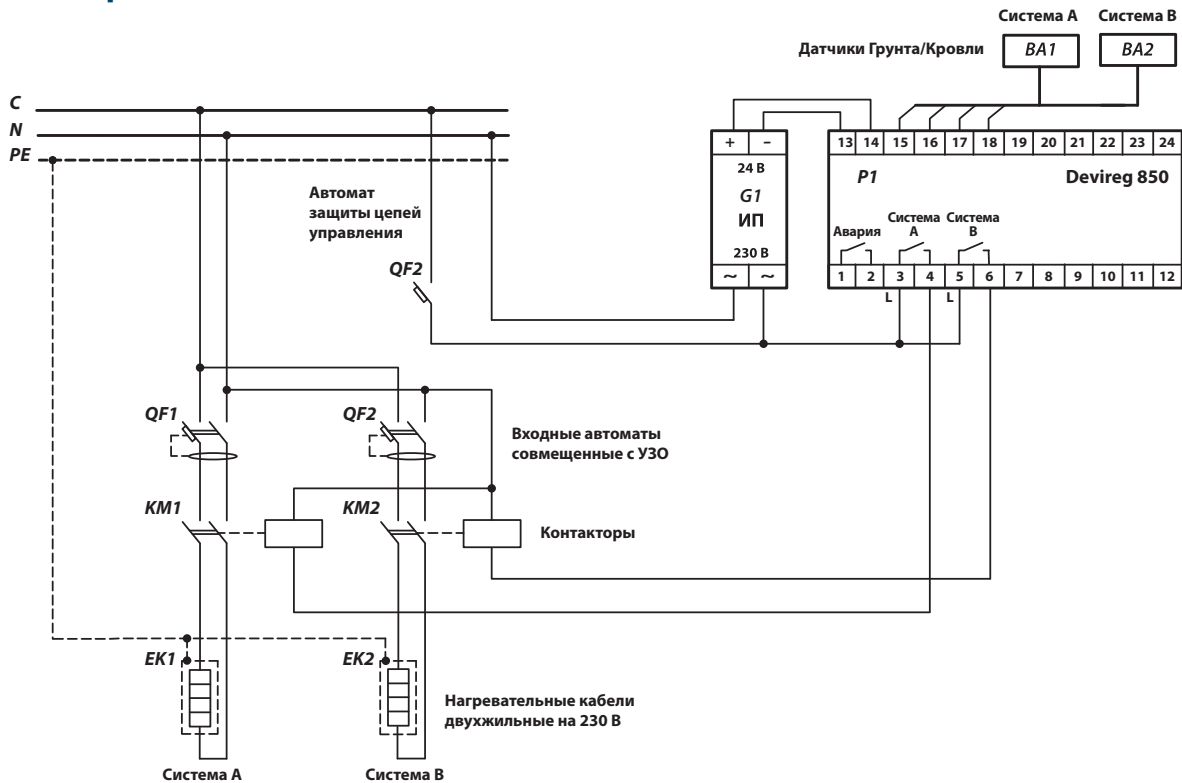 Система А
Система В
Датчики Грунта/Кровли
BA1
BA2
C
N
PE
+
–
13
14
15
16
17
18
19
20
21
22
23
24
24 В
G1
ИП
230 В
~
~
P1
Devireg 850
Авария
Система
А
Система
В
1
2
3
4
5
6
7
8
9
10
11
12
L
L
Автомат
защиты цепей
управления
QF2
QF1
QF2
Входные автоматы
совмещенные с УЗО
KM1
KM2
Контакторы
EK1
EK2
Нагревательные кабели
двухжильные на 230 В
Система А
Система В